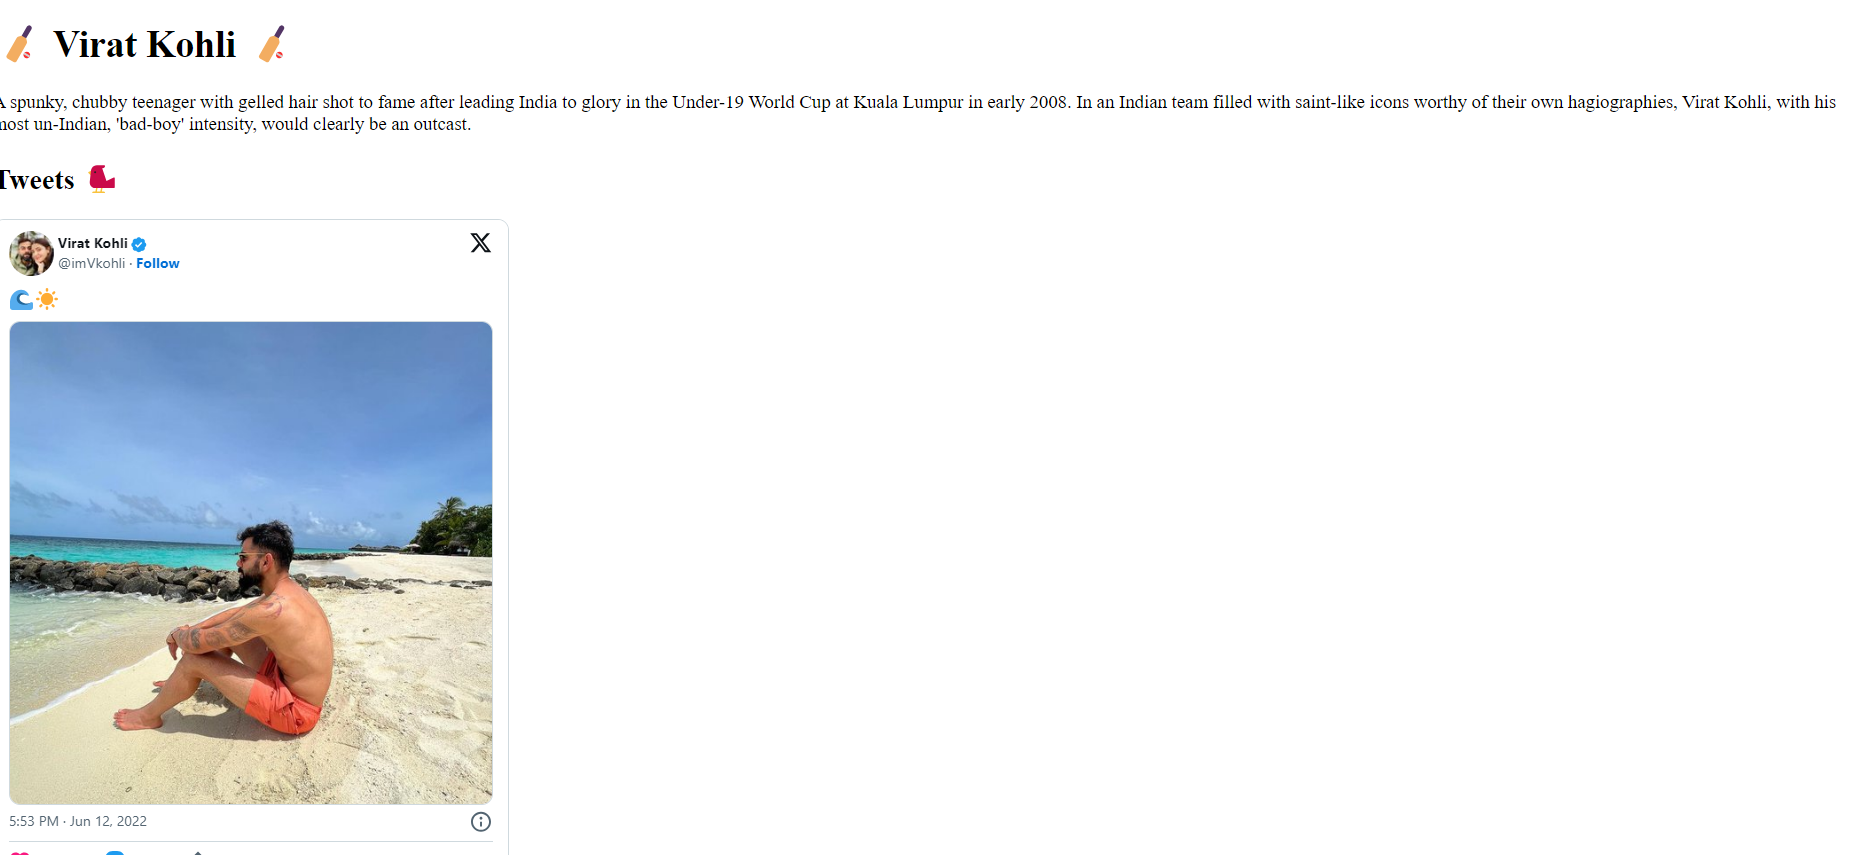 Virat Kohli
A spunky, chubby teenager with gelled hair shot to fame after leading India to glory in the Under-19 World Cup at Kuala Lumpur in early 2008. In an Indian team filled with saint-like icons worthy of their own hagiographies, Virat Kohli, with his
most un-Indian, 'bad-boy' intensity, would clearly be an outcast.
Tweets
Virat Kohli
@imVkohli · Follow
5:53 PM · Jun 12, 2022